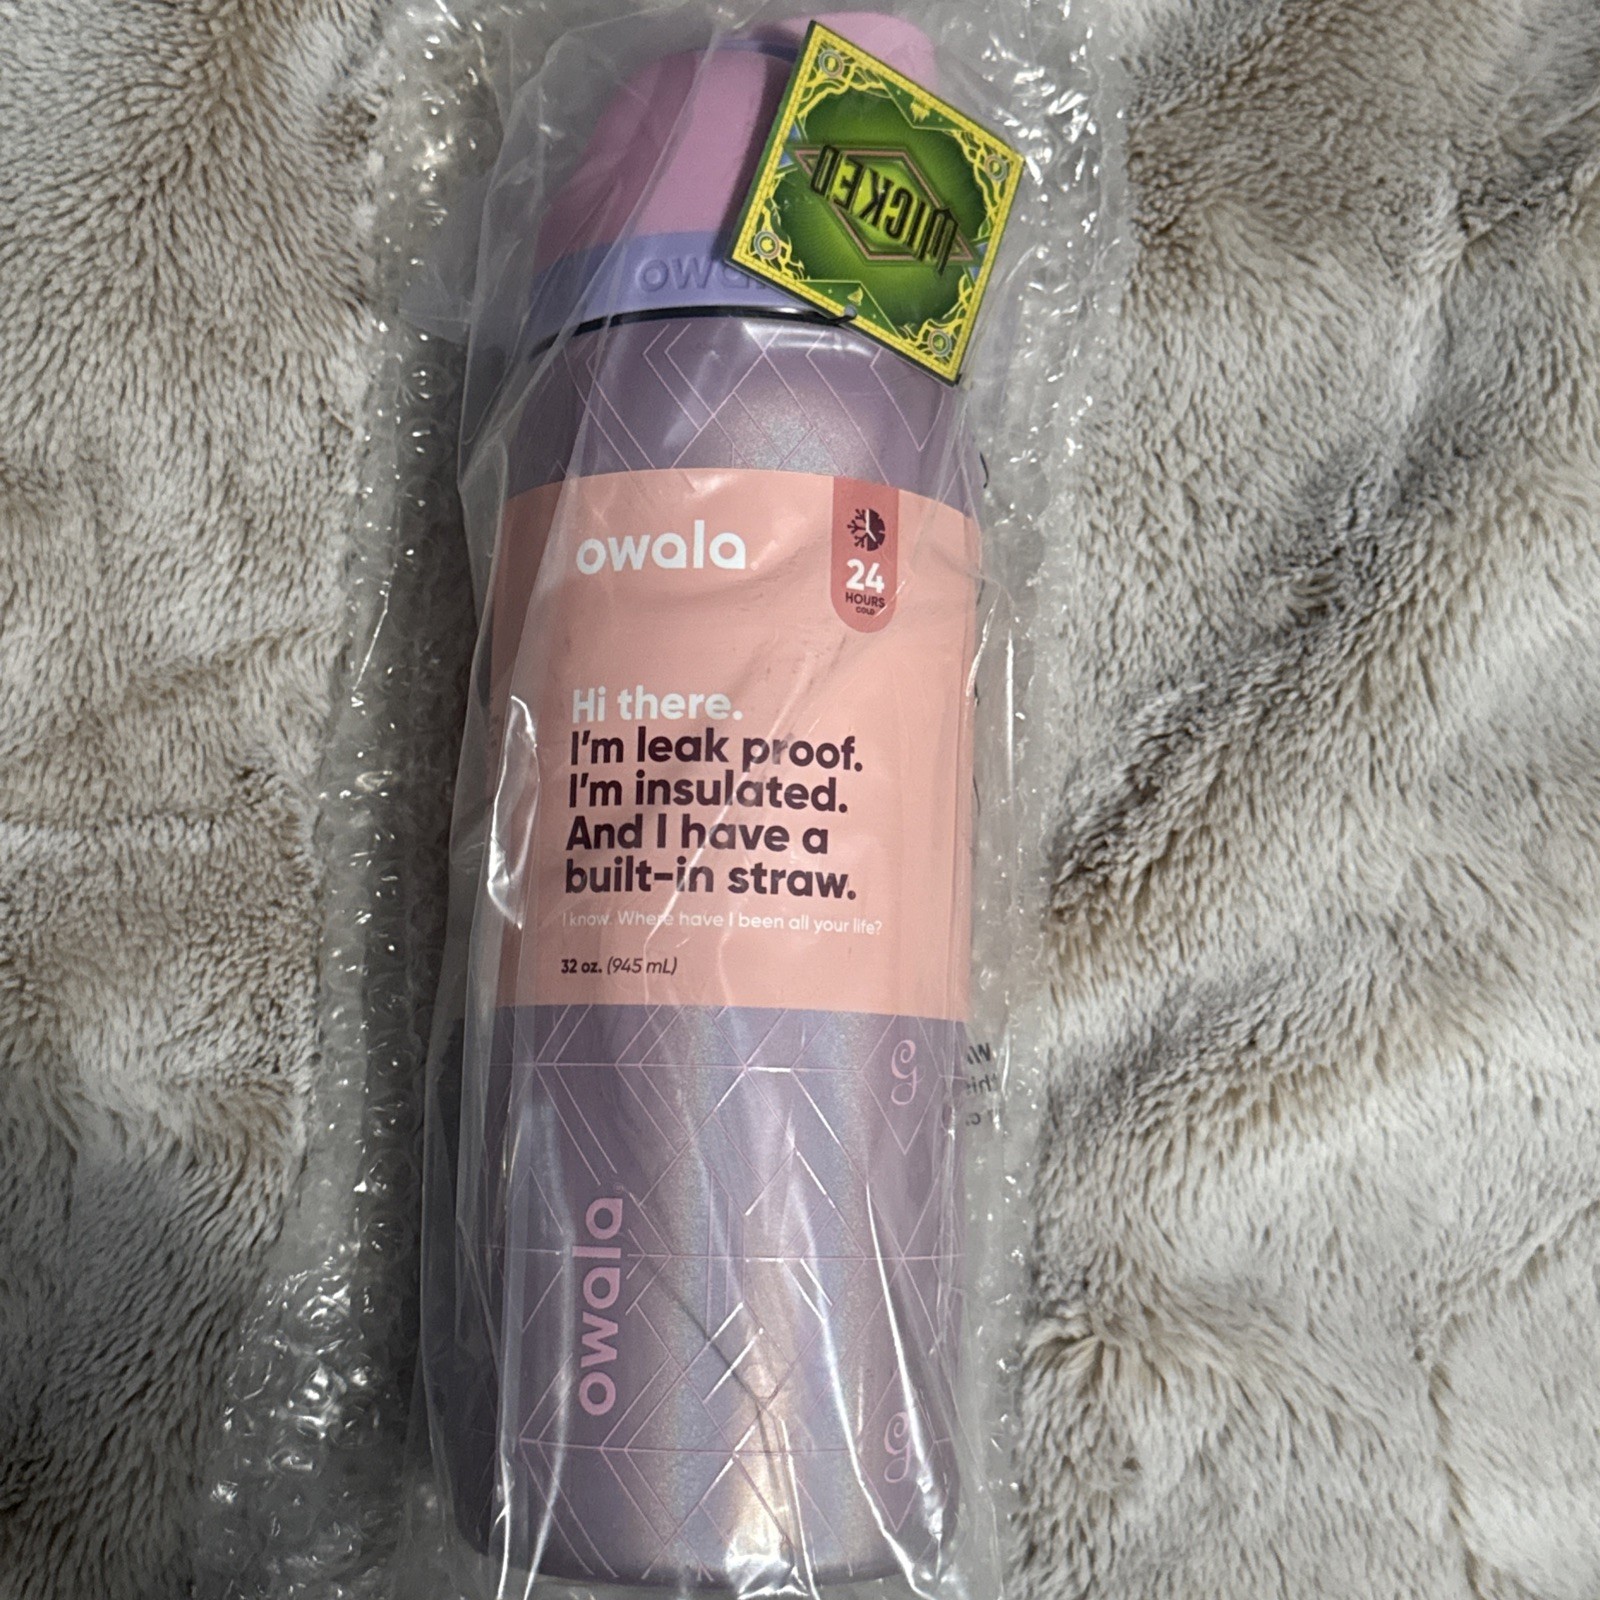 WICKED
owala
owala
24
HOURS
COLD
Hi there.
I'm leak proof.
I'm insulated.
And I have a
built-in straw.
I know. Where have I been all your life?
32 oz. (945 mL)
g
owala
g